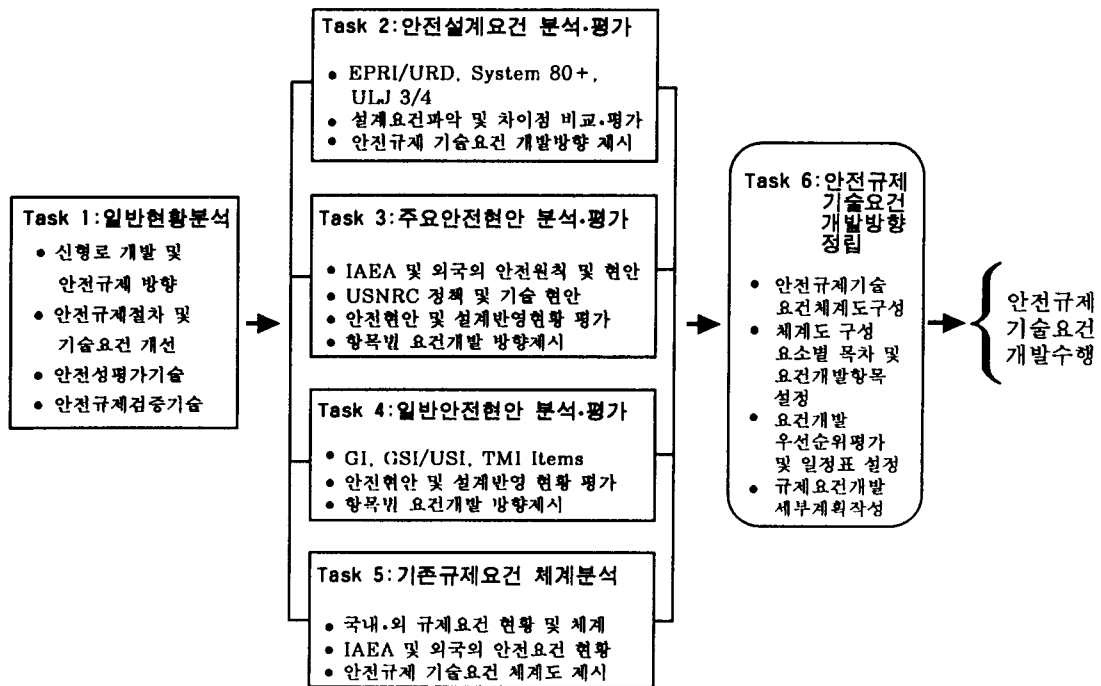 Task 1:일반현황분석
• 신형로 개발 및
안전규제 방향
• 안전규제절차 및
기술요건 개선
• 안전성평가기술
• 안전규제검증기술
Task 2:안전설계요건 분석•평가
• EPRI/URD, System 80+,
ULJ 3/4
• 설계요건파악 및 차이점 비교•평가
• 안전규제 기술요건 개발방향 제시
Task 3:주요안전현안 분석•평가
• IAEA 및 외국의 안전원칙 및 현안
• USNRC 정책 및 기술 현안
• 안전현안 및 설계반영현황 평가
• 항목별 요건개발 방향제시
Task 4:일반안전현안 분석•평가
• GI, GSI/USI, TMI Items
• 안전현안 및 설계반영 현황 평가
• 항목별 요건개발 방향제시
Task 5:기존규제요건 체계분석
• 국내•외 규제요건 현황 및 체계
• IAEA 및 외국의 안전요건 현황
• 안전규제 기술요건 체계도 제시
Task 6:안전규제
기술요건
개발방향
정립
• 안전규제기술
요건체계도구성
• 체계도 구성
요소별 목차 및
요건개발항목
설정
• 요건개발
우선순위평가
및 일정표 설정
• 규제요건개발
세부계획작성
안전규제
기술요건
개발수행